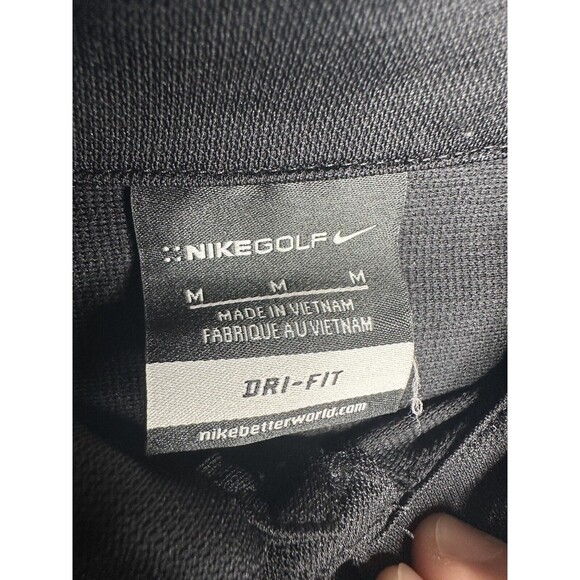 NIKEGOLF
M M M
MADE IN VIETNAM
FABRIQUE AU VIETNAM
DRI-FIT
nikebetterworld.com